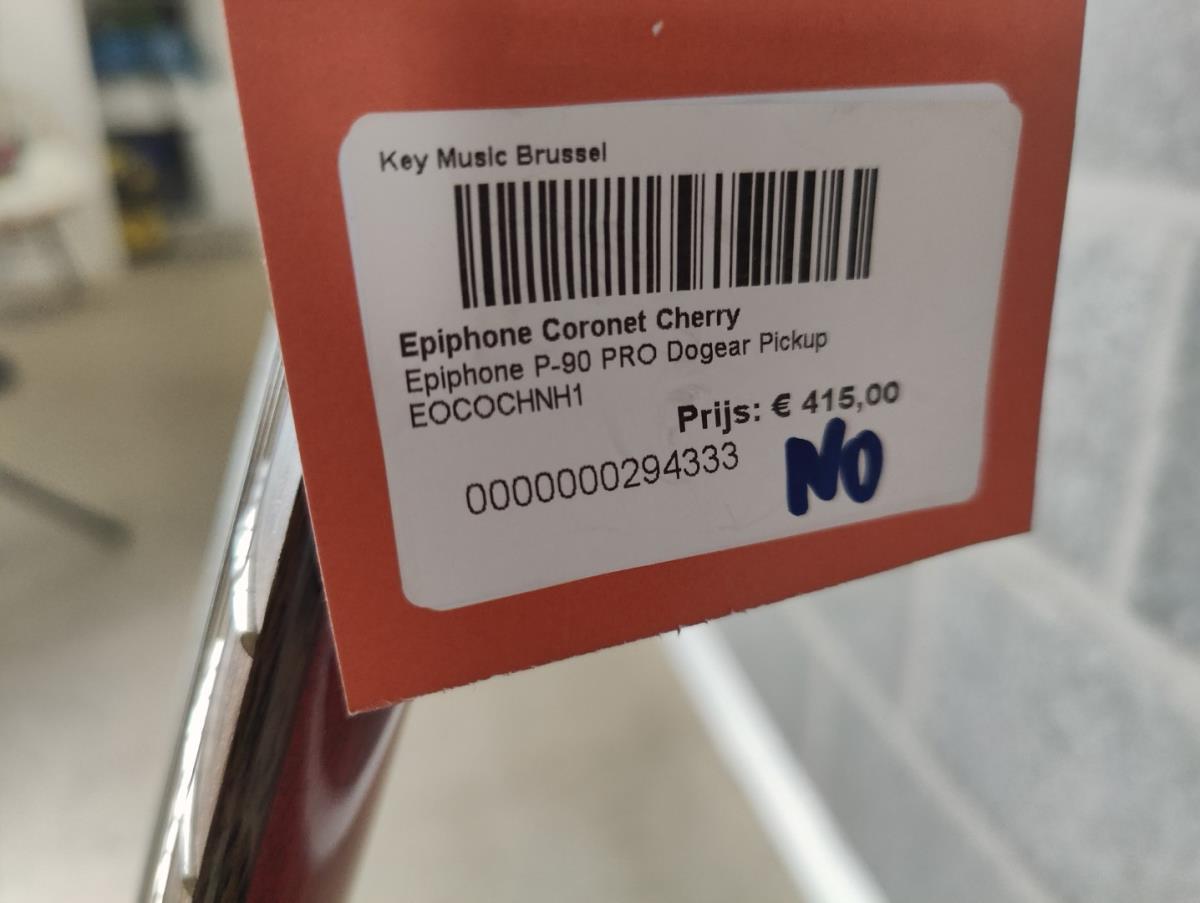 Key Music Brussel
Epiphone Coronet Cherry
Epiphone P-90 PRO Dogear Pickup
EOCOCHNH1
Prijs: € 415,00
0000000294333
NO